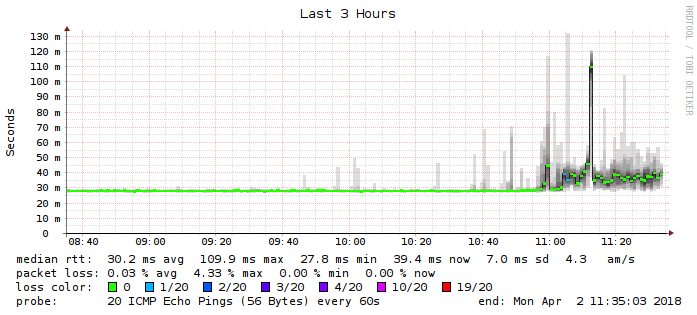 Last 3 Hours
RRDTOOL / TOBI OETIKER
Seconds
130 m
120 m
110 m
100 m
90 m
80 m
70 m
60 m
50 m
40 m
30 m
20 m
10 m
0
08:40 09:00 09:20 09:40 10:00 10:20 10:40 11:00 11:20
median rtt: 30.2 ms avg 109.9 ms max 27.8 ms min 39.4 ms now 7.0 ms sd 4.3 am/s
packet loss: 0.03 % avg 4.33 % max 0.00 % min 0.00 % now
loss color: 0 1/20 2/20 3/20 4/20 10/20 19/20
probe: 20 ICMP Echo Pings (56 Bytes) every 60s end: Mon Apr 2 11:35:03 2018